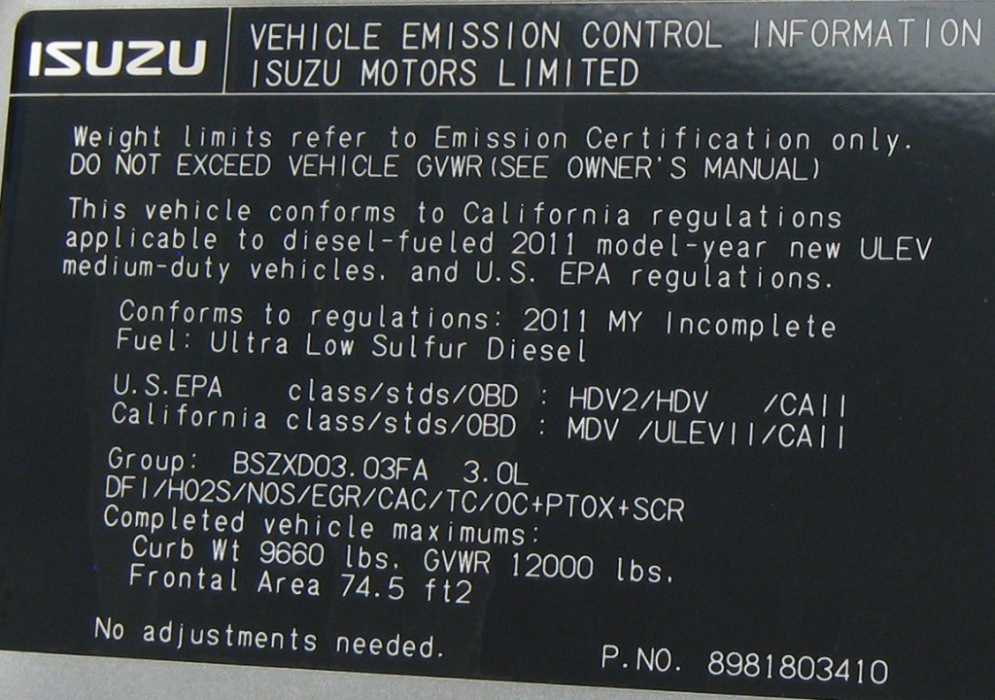 ISUZU
VEHICLE EMISSION CONTROL INFORMATION
ISUZU MOTORS LIMITED
Weight limits refer to Emission Certification only.
DO NOT EXCEED VEHICLE GVWR(SEE OWNER'S MANUAL)
This vehicle conforms to California regulations
applicable to diesel-fueled 2011 model-year new ULEV
medium-duty vehicles. and U.S. EPA regulations.
Conforms to regulations: 2011 MY Incomplete
Fuel: Ultra Low Sulfur Diesel
U.S.EPA class/stds/OBD : HDV2/HDV /CAII
California class/stds/OBD : MDV /ULEVII/CAII
Group: BSZXD03.03FA 3.0L
DFI/HO2S/NOS/EGR/CAC/TC/OC+PTOX+SCR
Completed vehicle maximums:
Curb Wt 9660 lbs. GVWR 12000 lbs.
Frontal Area 74.5 ft2
No adjustments needed.
P.NO. 8981803410